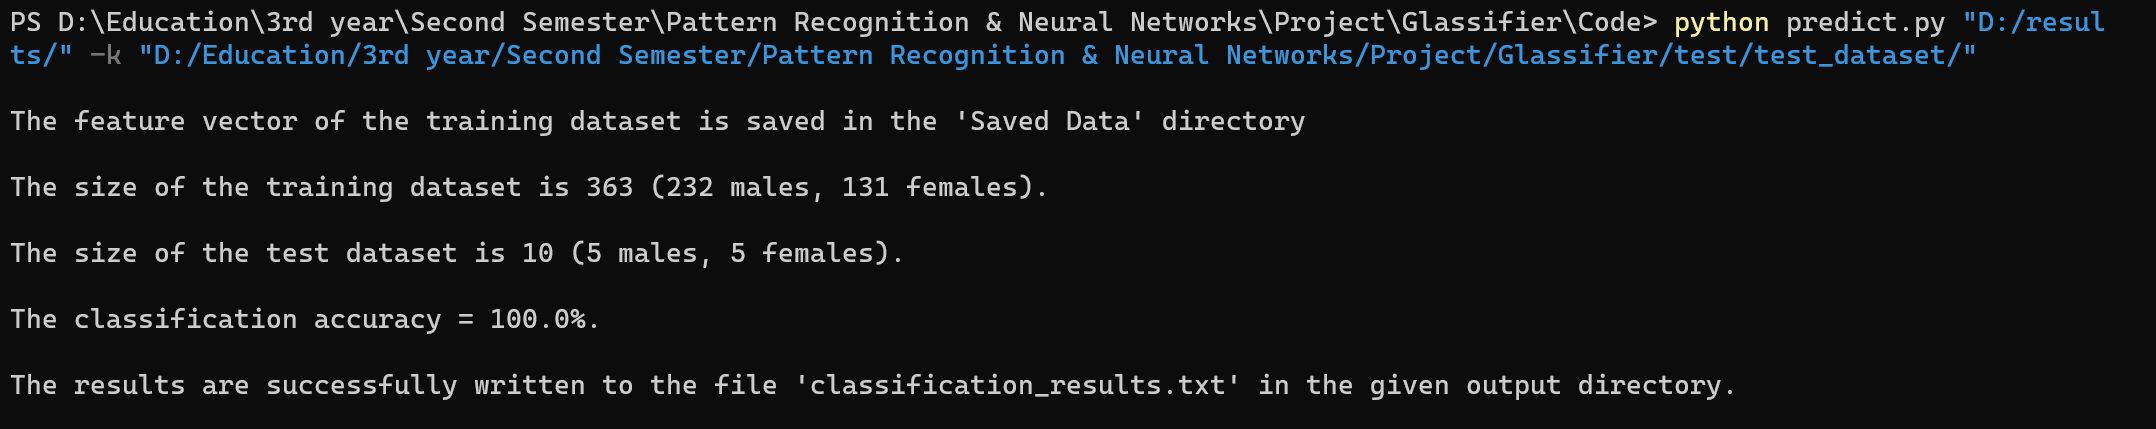 PS D:\Education\3rd year\Second Semester\Pattern Recognition & Neural Networks\Project\Glassifier\Code> python predict.py "D:/resul
ts/" -k "D:/Education/3rd year/Second Semester/Pattern Recognition & Neural Networks/Project/Glassifier/test/test_dataset/"
The feature vector of the training dataset is saved in the 'Saved Data' directory
The size of the training dataset is 363 (232 males, 131 females).
The size of the test dataset is 10 (5 males, 5 females).
The classification accuracy = 100.0%.
The results are successfully written to the file 'classification_results.txt' in the given output directory.